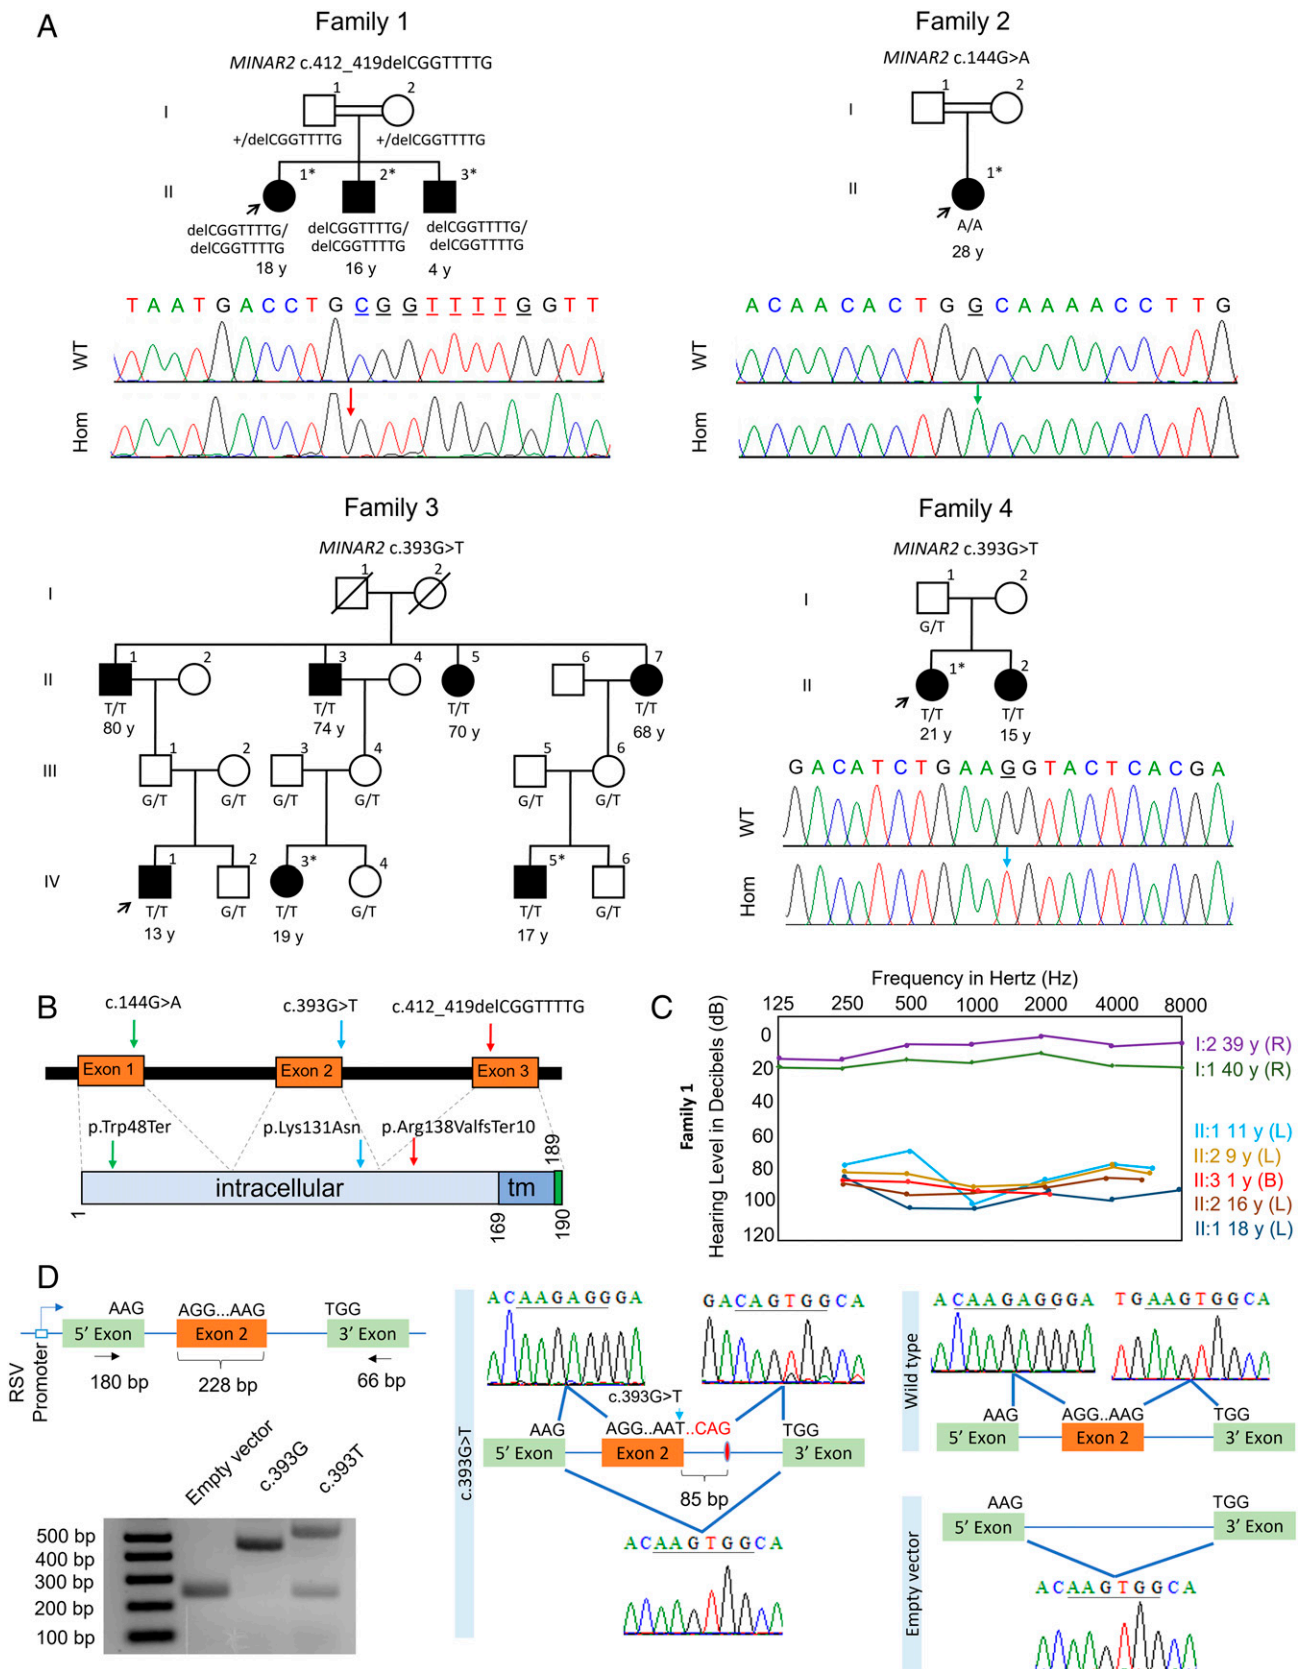 A
Family 1
MINAR2 c.412_419delCGGTTTTG
I
1
2
+/delCGGTTTTG
+/delCGGTTTTG
II
1*
2*
3*
delCGGTTTTG/
delCGGTTTTG
delCGGTTTTG/
delCGGTTTTG
delCGGTTTTG/
delCGGTTTTG
18 y
16 y
4 y
T A A T G A C C T G C G G T T T T G G T T
WT
Hom
Family 2
MINAR2 c.144G>A
I
1
2
II
1*
A/A
28 y
A C A A C A C T G G C A A A A C C T T G
WT
Hom
Family 3
MINAR2 c.393G>T
I
1
2
II
1
2
3
4
5
6
7
T/T
T/T
T/T
T/T
80 y
74 y
70 y
68 y
III
1
2
3
4
5
6
G/T
G/T
G/T
G/T
G/T
G/T
IV
1
2
3*
4
5*
6
T/T
G/T
T/T
G/T
T/T
G/T
13 y
19 y
17 y
Family 4
MINAR2 c.393G>T
I
1
2
G/T
II
1*
2
T/T
T/T
21 y
15 y
G A C A T C T G A A G G T A C T C A C G A
WT
Hom
B
c.144G>A
c.393G>T
c.412_419delCGGTTTTG
Exon 1
Exon 2
Exon 3
p.Trp48Ter
p.Lys131Asn
p.Arg138ValfsTer10
189
intracellular
tm
1
169
190
C
Frequency in Hertz (Hz)
125 250 500 1000 2000 4000 8000
Family 1
Hearing Level in Decibels (dB)
0
20
40
60
80
100
120
I:2 39 y (R)
I:1 40 y (R)
II:1 11 y (L)
II:2 9 y (L)
II:3 1 y (B)
II:2 16 y (L)
II:1 18 y (L)
D
RSV
Promoter
AAG
AGG...AAG
TGG
5' Exon
Exon 2
3' Exon
180 bp
228 bp
66 bp
Empty vector
c.393G
c.393T
500 bp
400 bp
300 bp
200 bp
100 bp
c.393G>T
A C A A G A G G G A
G A C A G T G G C A
c.393G>T
AAG
AGG..AAT..CAG
TGG
5' Exon
Exon 2
3' Exon
85 bp
A C A A G T G G C A
Wild type
A C A A G A G G G A
T G A A G T G G C A
AAG
AGG..AAG
TGG
5' Exon
Exon 2
3' Exon
Empty vector
AAG
TGG
5' Exon
3' Exon
A C A A G T G G C A